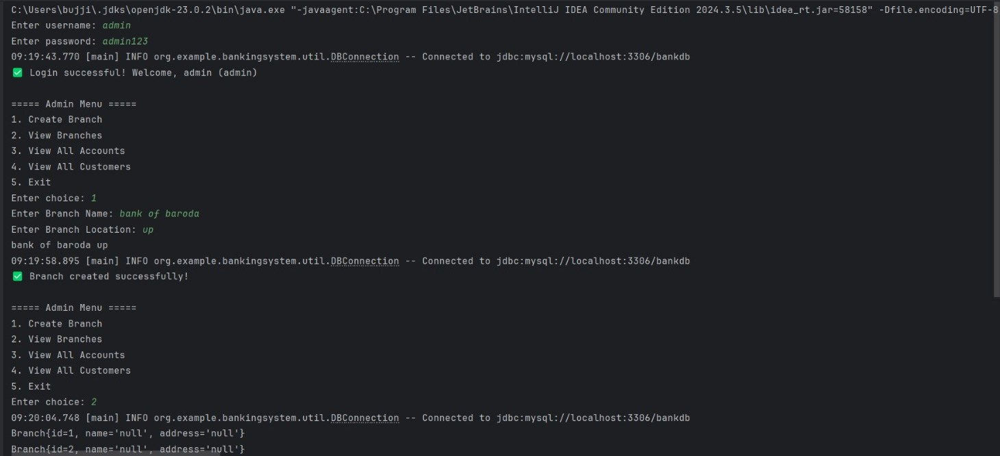 C:\Users\bujji\.jdks\openjdk-23.0.2\bin\java.exe "-javaagent:C:\Program Files\JetBrains\IntelliJ IDEA Community Edition 2024.3.5\lib\idea_rt.jar=58158" -Dfile.encoding=UTF-8
Enter username: admin
Enter password: admin123
09:19:43.770 [main] INFO org.example.bankingsystem.util.DBConnection -- Connected to jdbc:mysql://localhost:3306/bankdb
✅ Login successful! Welcome, admin (admin)
===== Admin Menu =====
1. Create Branch
2. View Branches
3. View All Accounts
4. View All Customers
5. Exit
Enter choice: 1
Enter Branch Name: bank of baroda
Enter Branch Location: up
bank of baroda up
09:19:58.895 [main] INFO org.example.bankingsystem.util.DBConnection -- Connected to jdbc:mysql://localhost:3306/bankdb
✅ Branch created successfully!
===== Admin Menu =====
1. Create Branch
2. View Branches
3. View All Accounts
4. View All Customers
5. Exit
Enter choice: 2
09:20:04.748 [main] INFO org.example.bankingsystem.util.DBConnection -- Connected to jdbc:mysql://localhost:3306/bankdb
Branch{id=1, name='null', address='null'}
Branch{id=2, name='null', address='null'}